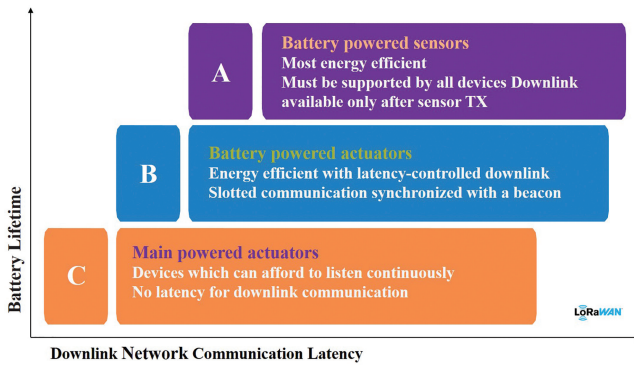 A
Battery powered sensors
Most energy efficient
Must be supported by all devices Downlink
available only after sensor TX
B
Battery powered actuators
Energy efficient with latency-controlled downlink
Slotted communication synchronized with a beacon
C
Main powered actuators
Devices which can afford to listen continuously
No latency for downlink communication
Battery Lifetime
LoRaWAN
Downlink Network Communication Latency